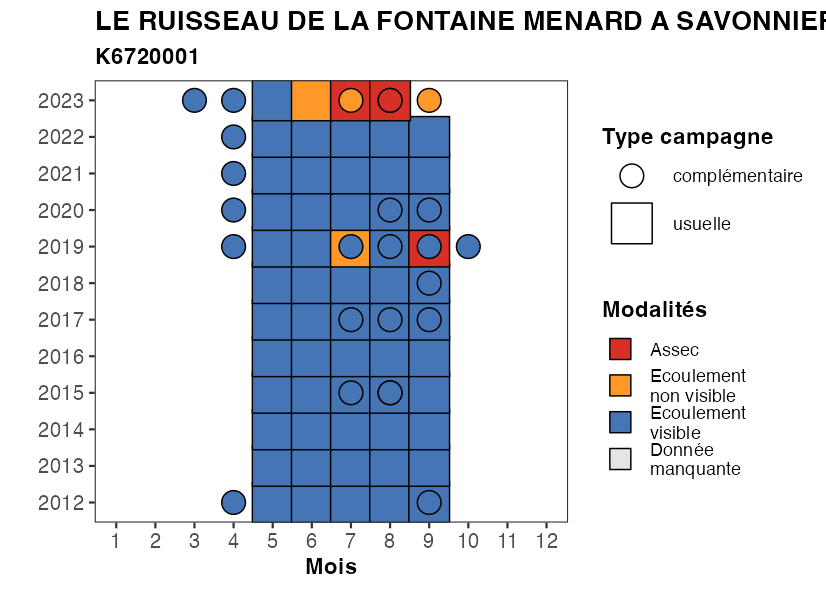 LE RUISSEAU DE LA FONTAINE MENARD A SAVONNIER
K6720001
2023
2022
2021
2020
2019
2018
2017
2016
2015
2014
2013
2012
1 2 3 4 5 6 7 8 9 10 11 12
Mois
Type campagne
complémentaire
usuelle
Modalités
Assec
Ecoulement
non visible
Ecoulement
visible
Donnée
manquante